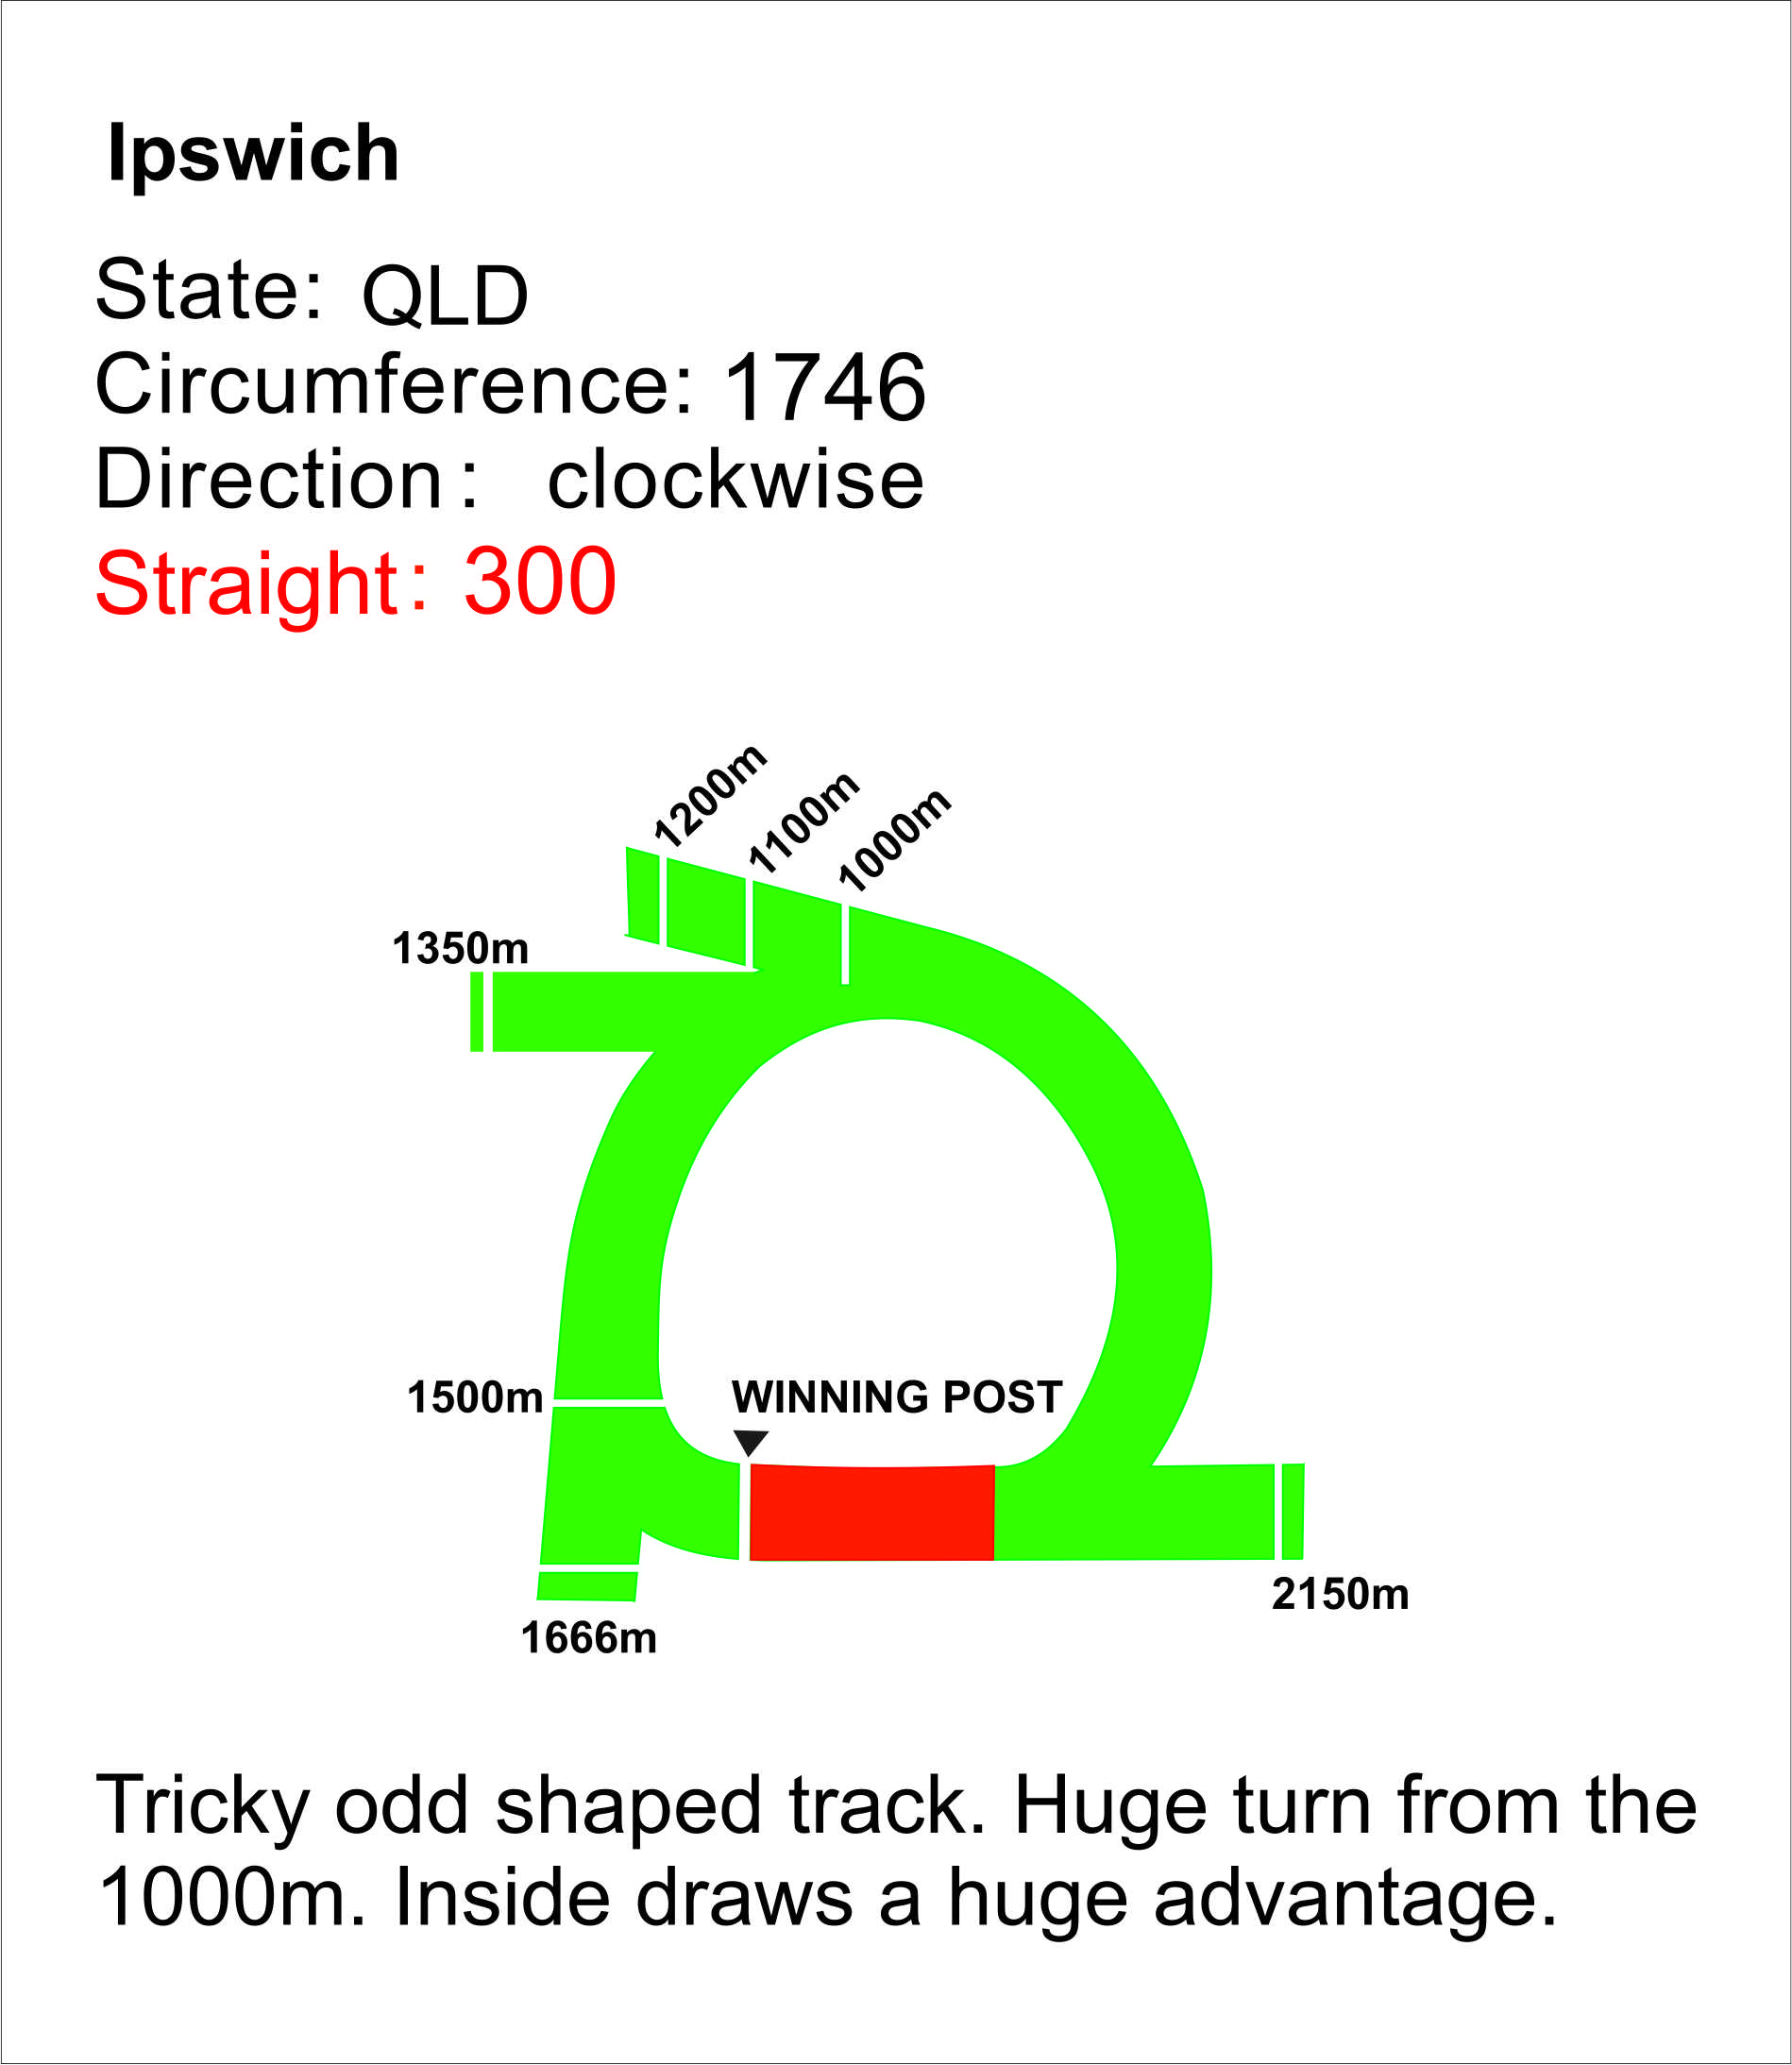 Ipswich
State: QLD
Circumference: 1746
Direction: clockwise
Straight: 300
1200m
1100m
1000m
1350m
1500m
WINNING POST
2150m
1666m
Tricky odd shaped track. Huge turn from the
1000m. Inside draws a huge advantage.